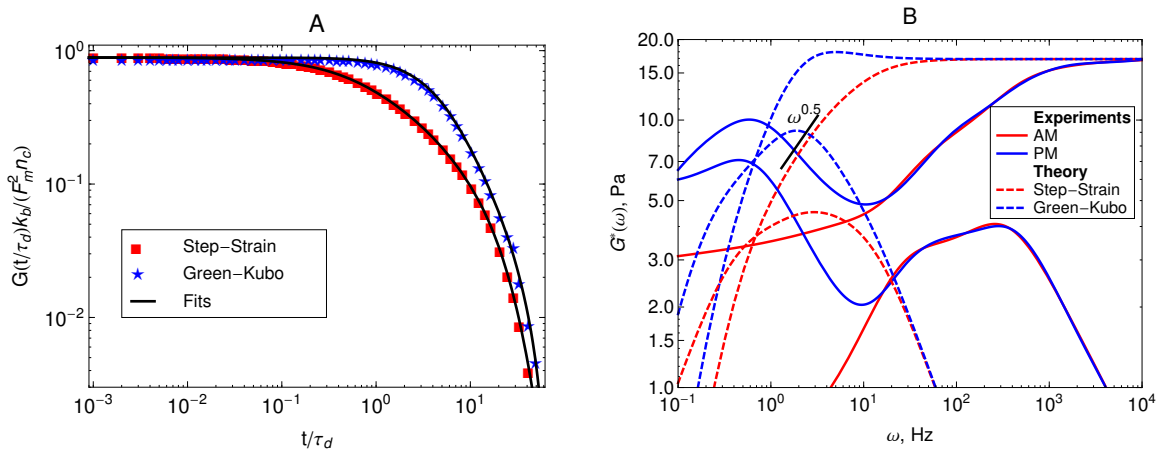 A
G(t/τ_d)k_b/(F_m^2 n_c)
10^0
10^-1
10^-2
Step-Strain
Green-Kubo
Fits
10^-3
10^-2
10^-1
10^0
10^1
t/τ_d
B
G*(ω), Pa
20.0
15.0
10.0
7.0
5.0
3.0
2.0
1.5
1.0
ω^0.5
Experiments
AM
PM
Theory
Step-Strain
Green-Kubo
10^-1
10^0
10^1
10^2
10^3
10^4
ω, Hz